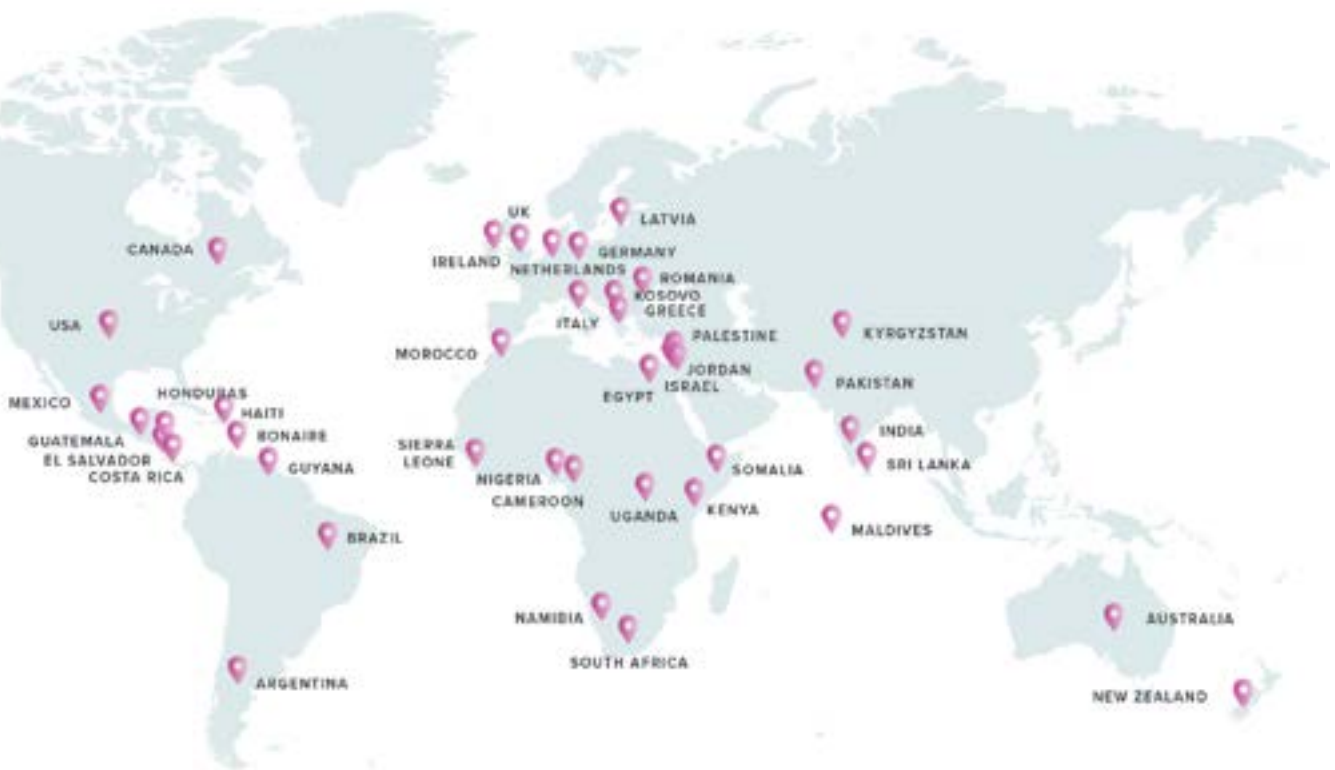 UK
LATVIA
CANADA
IRELAND
GERMANY
NETHERLANDS
ROMANIA
KOSOVO
GREECE
ITALY
USA
PALESTINE
KYRGYZSTAN
MOROCCO
JORDAN
ISRAEL
EGYPT
PAKISTAN
HONDURAS
MEXICO
HAITI
BONAIRE
GUATEMALA
EL SALVADOR
COSTA RICA
GUYANA
SIERRA
LEONE
NIGERIA
CAMEROON
SOMALIA
INDIA
SRI LANKA
UGANDA
KENYA
MALDIVES
BRAZIL
NAMIBIA
SOUTH AFRICA
AUSTRALIA
ARGENTINA
NEW ZEALAND